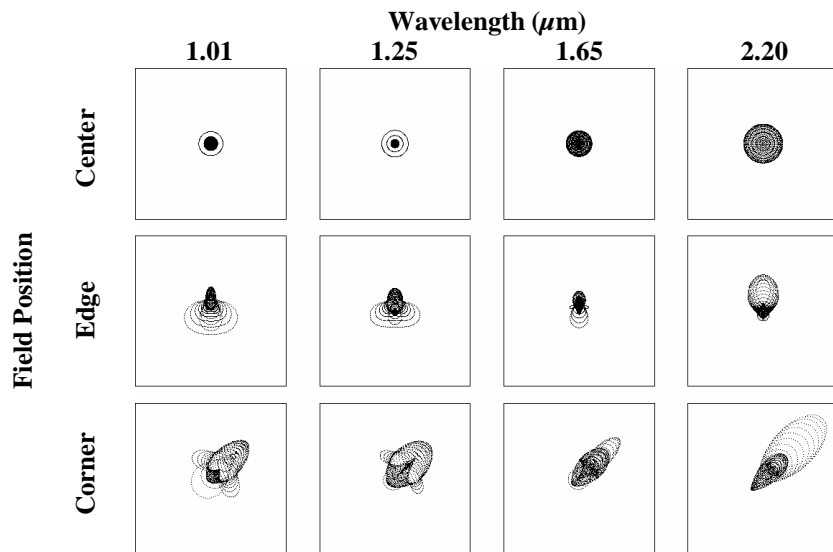 Wavelength (μm)
1.01 1.25 1.65 2.20
Center
Field Position
Edge
Corner